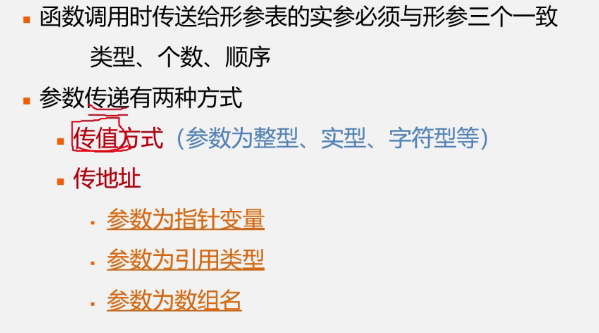 函数调用时传送给形参表的实参必须与形参三个一致
类型、个数、顺序
参数传递有两种方式
传值方式（参数为整型、实型、字符型等）
传地址
参数为指针变量
参数为引用类型
参数为数组名